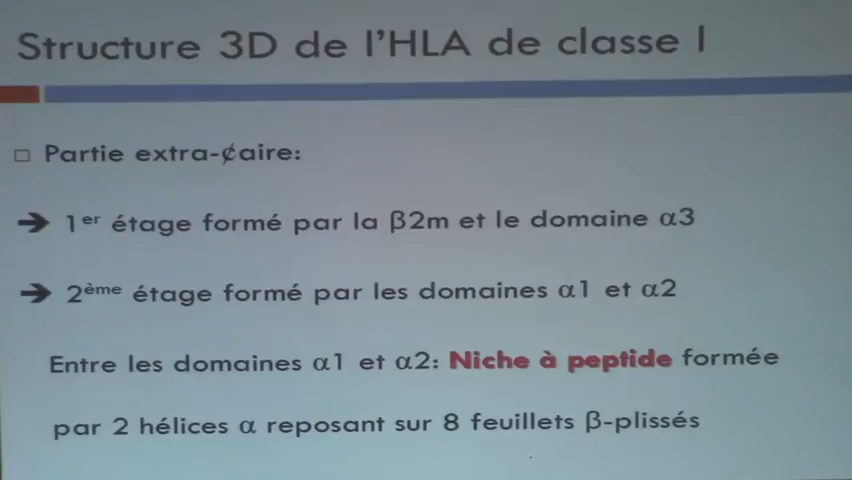 Structure 3D de l'HLA de classe I
Partie extra-¢aire:
➔ 1er étage formé par la β2m et le domaine α3
➔ 2ème étage formé par les domaines α1 et α2
Entre les domaines α1 et α2: Niche à peptide formée
par 2 hélices α reposant sur 8 feuillets β-plissés